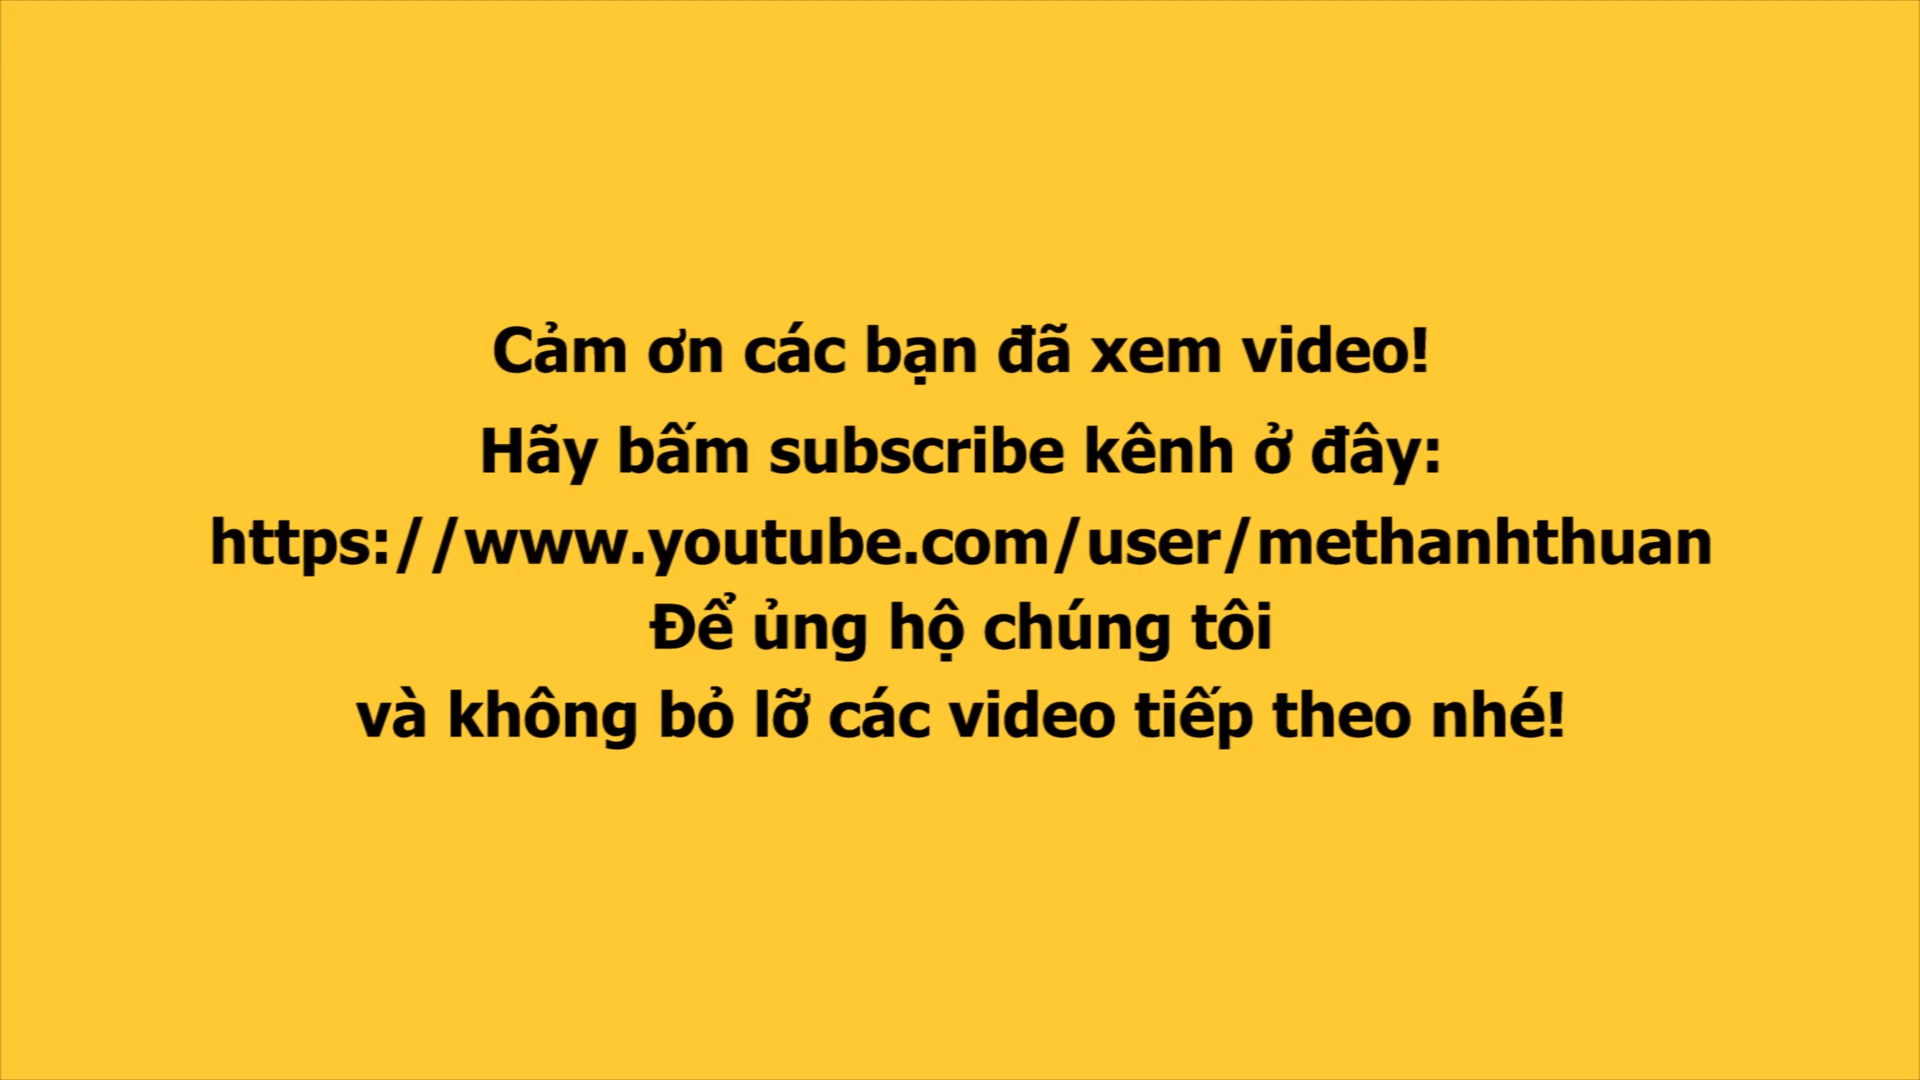 Cảm ơn các bạn đã xem video!
Hãy bấm subscribe kênh ở đây:
https://www.youtube.com/user/methanhthuan
Để ủng hộ chúng tôi
và không bỏ lỡ các video tiếp theo nhé!